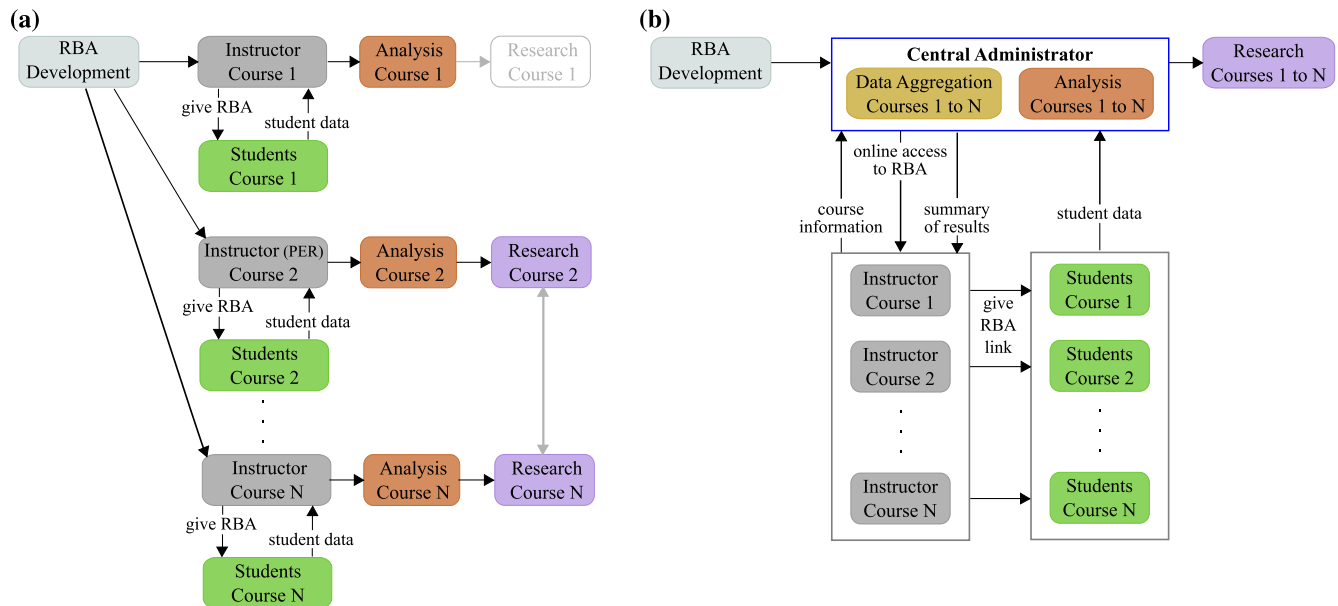 (a)
RBA
Development
Instructor
Course 1
Analysis
Course 1
Research
Course 1
give RBA
student data
Students
Course 1
Instructor (PER)
Course 2
Analysis
Course 2
Research
Course 2
give RBA
student data
Students
Course 2
. . .
Instructor
Course N
Analysis
Course N
Research
Course N
give RBA
student data
Students
Course N
(b)
RBA
Development
Central Administrator
Data Aggregation
Courses 1 to N
Analysis
Courses 1 to N
Research
Courses 1 to N
online access
to RBA
course
information
summary
of results
student data
Instructor
Course 1
give
RBA
link
Students
Course 1
Instructor
Course 2
Students
Course 2
. . .
. . .
Instructor
Course N
Students
Course N